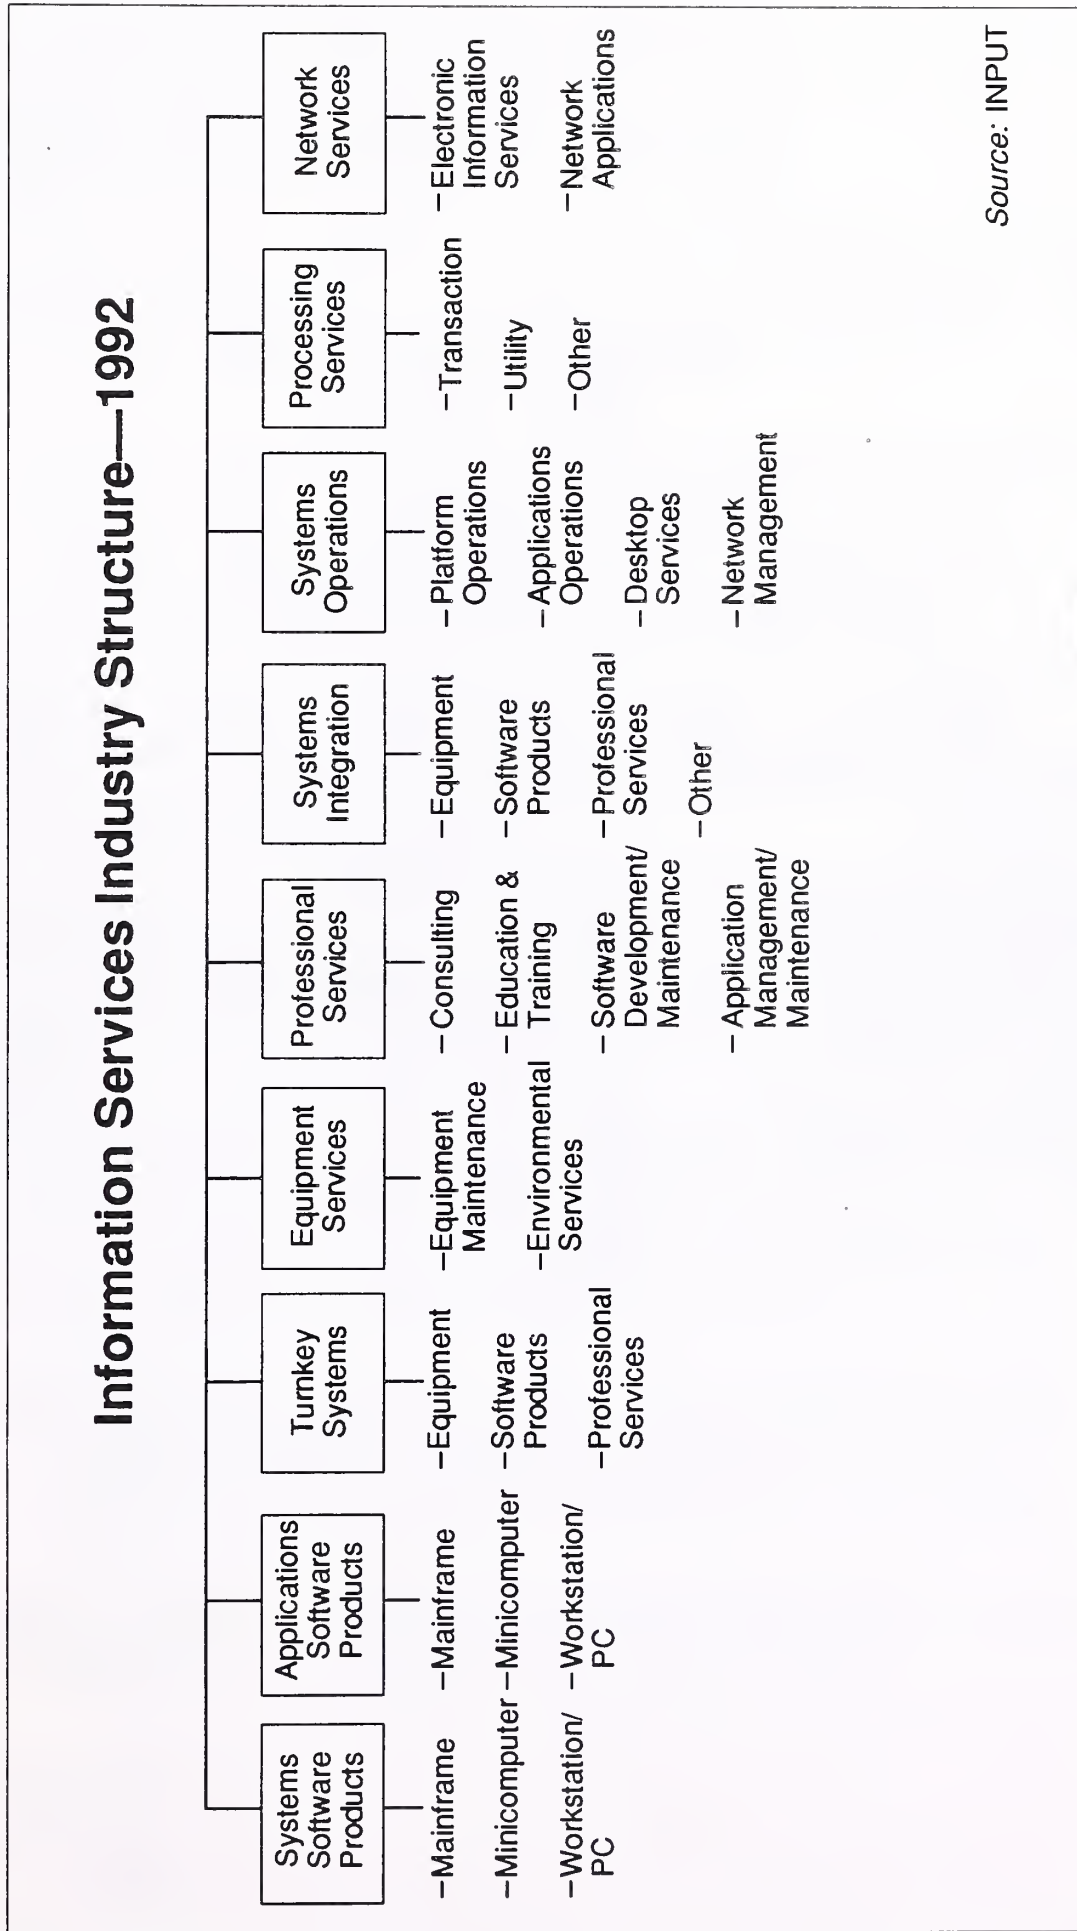 Information Services Industry Structure—1992
Systems
Software
Products
–Mainframe
–Minicomputer
–Workstation/
PC
Applications
Software
Products
–Mainframe
–Minicomputer
–Workstation/
PC
Turnkey
Systems
–Equipment
–Software
Products
–Professional
Services
Equipment
Services
–Equipment
Maintenance
–Environmental
Services
Professional
Services
–Consulting
–Education &
Training
–Software
Development/
Maintenance
–Application
Management/
Maintenance
Systems
Integration
–Equipment
–Software
Products
–Professional
Services
–Other
Systems
Operations
–Platform
Operations
–Applications
Operations
–Desktop
Services
–Network
Management
Processing
Services
–Transaction
–Utility
–Other
Network
Services
–Electronic
Information
Services
–Network
Applications
Source: INPUT